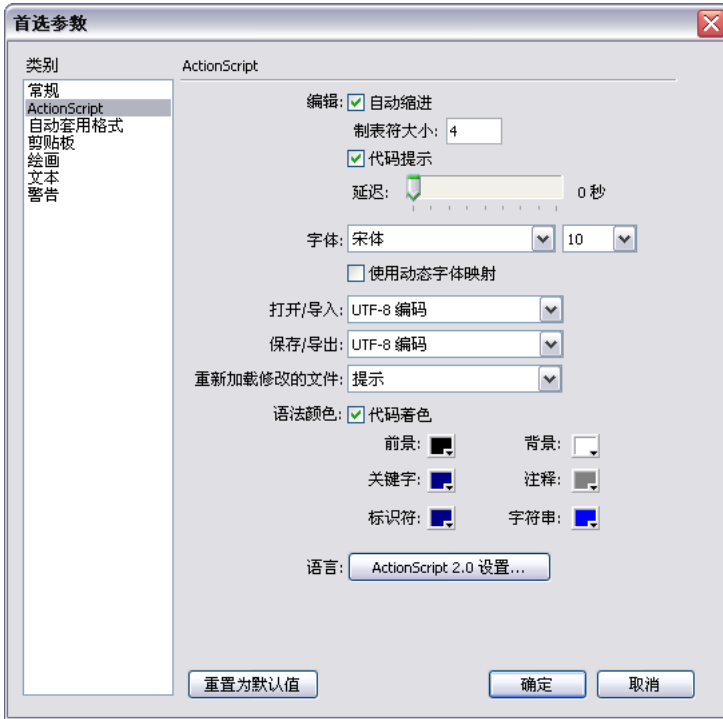 首选参数
类别
常规
ActionScript
自动套用格式
剪贴板
绘画
文本
警告
ActionScript
编辑: 自动缩进
制表符大小: 4
代码提示
延迟: 0 秒
字体: 宋体 10
使用动态字体映射
打开/导入: UTF-8 编码
保存/导出: UTF-8 编码
重新加载修改的文件: 提示
语法颜色: 代码着色
前景: 背景:
关键字: 注释:
标识符: 字符串:
语言: ActionScript 2.0 设置...
重置为默认值 确定 取消